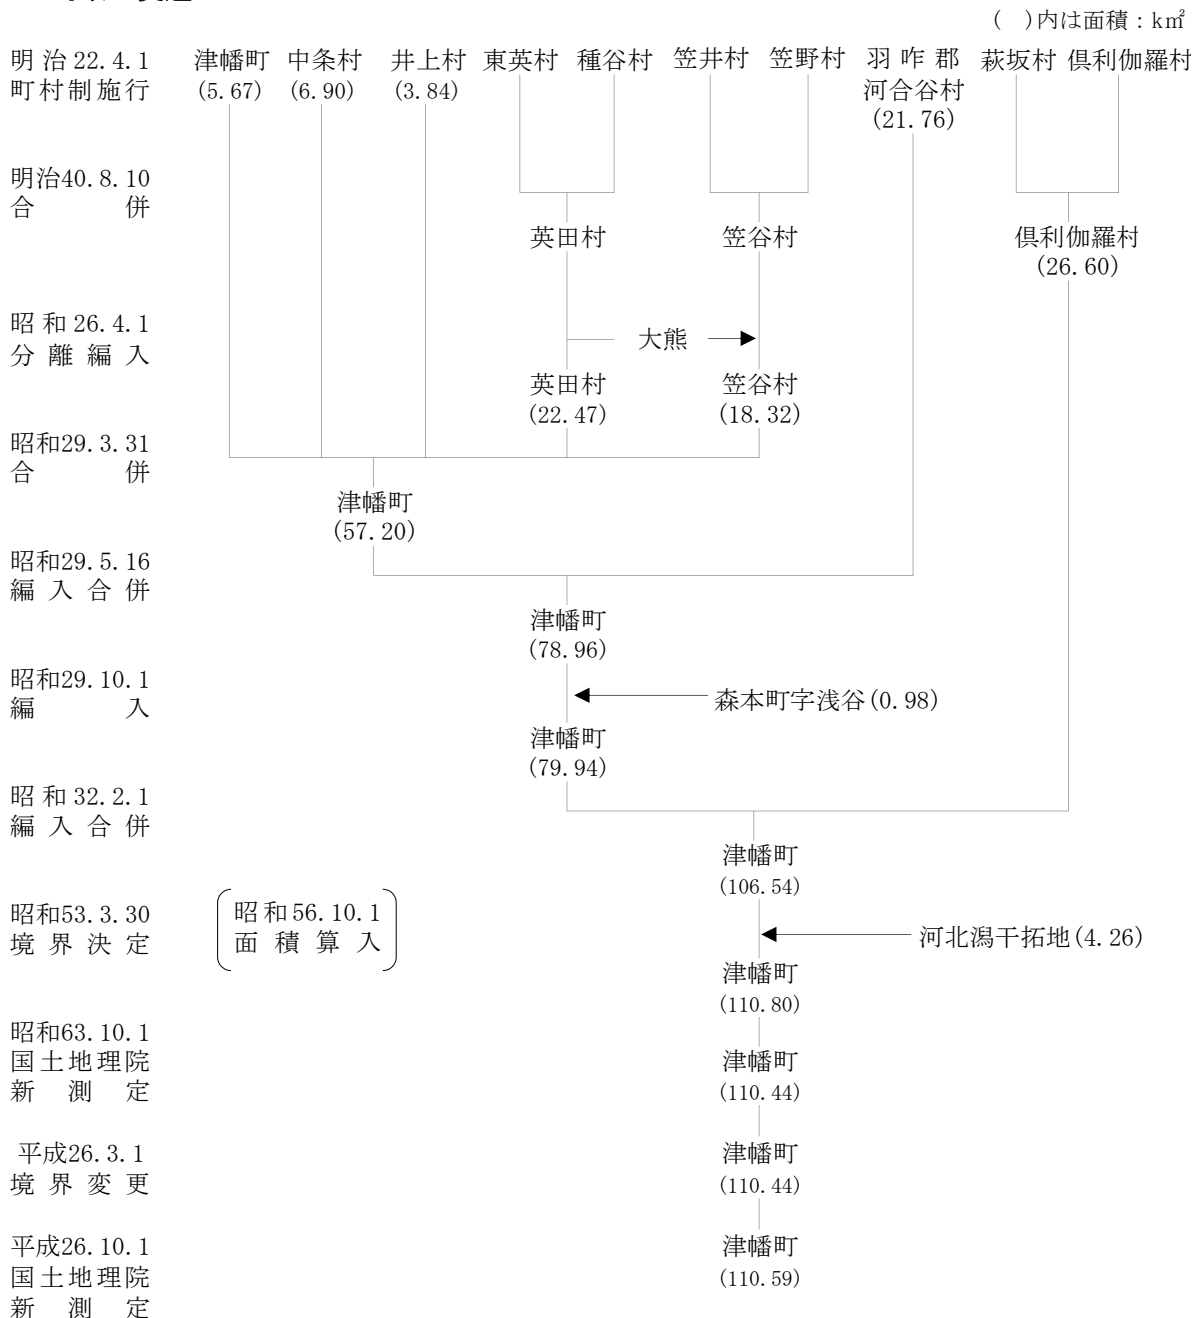 ( )内は面積：k㎡
明治22.4.1
町村制施行
津幡町
(5.67)
中条村
(6.90)
井上村
(3.84)
東英村
種谷村
笠井村
笠野村
羽咋郡
河合谷村
(21.76)
萩坂村
倶利伽羅村
明治40.8.10
合併
英田村
笠谷村
倶利伽羅村
(26.60)
昭和26.4.1
分離編入
大熊
英田村
(22.47)
笠谷村
(18.32)
昭和29.3.31
合併
津幡町
(57.20)
昭和29.5.16
編入合併
津幡町
(78.96)
昭和29.10.1
編入
森本町字浅谷(0.98)
津幡町
(79.94)
昭和32.2.1
編入合併
津幡町
(106.54)
昭和53.3.30
境界決定
昭和56.10.1
面積算入
河北潟干拓地(4.26)
津幡町
(110.80)
昭和63.10.1
国土地理院
新測定
津幡町
(110.44)
平成26.3.1
境界変更
津幡町
(110.44)
平成26.10.1
国土地理院
新測定
津幡町
(110.59)